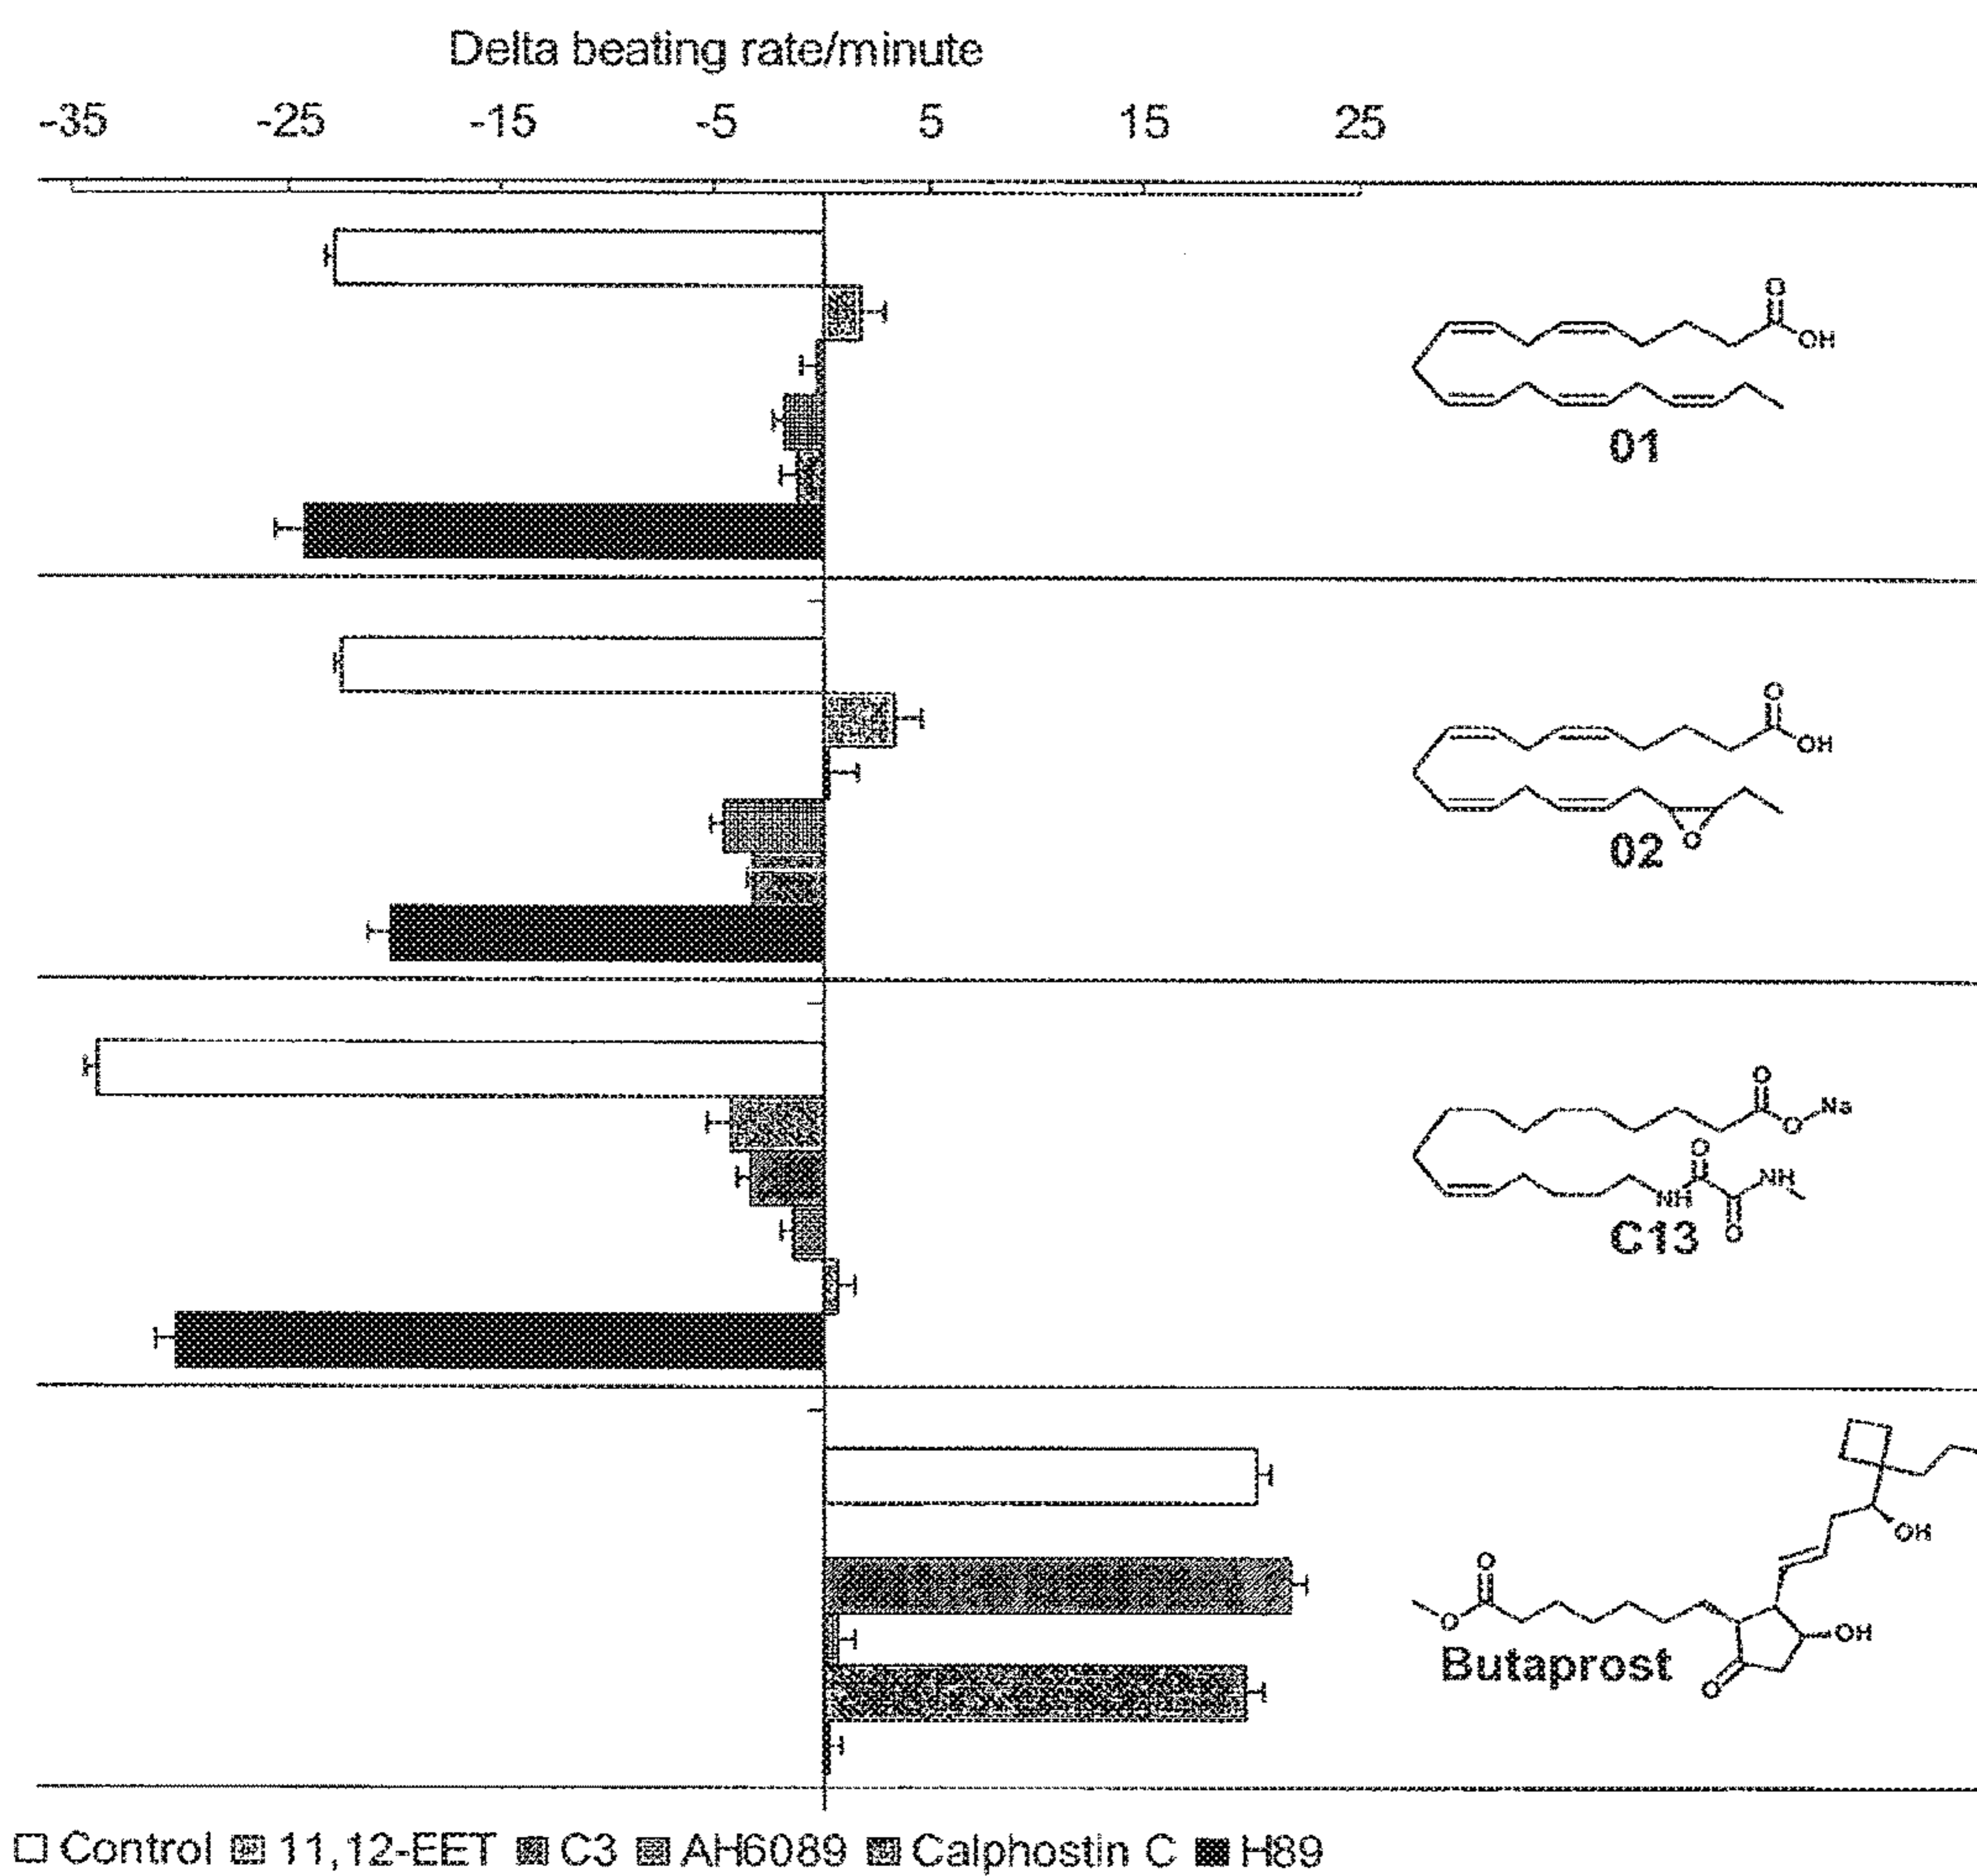 Delta beating rate/minute
-35 -25 -15 -5 5 15 25
O
OH
01
O
OH
02
O
O Na
O
NH
NH
O
C13
OH
O
O
OH
Butaprost
O
Control 11,12-EET C3 AH6089 Calphostin C H89